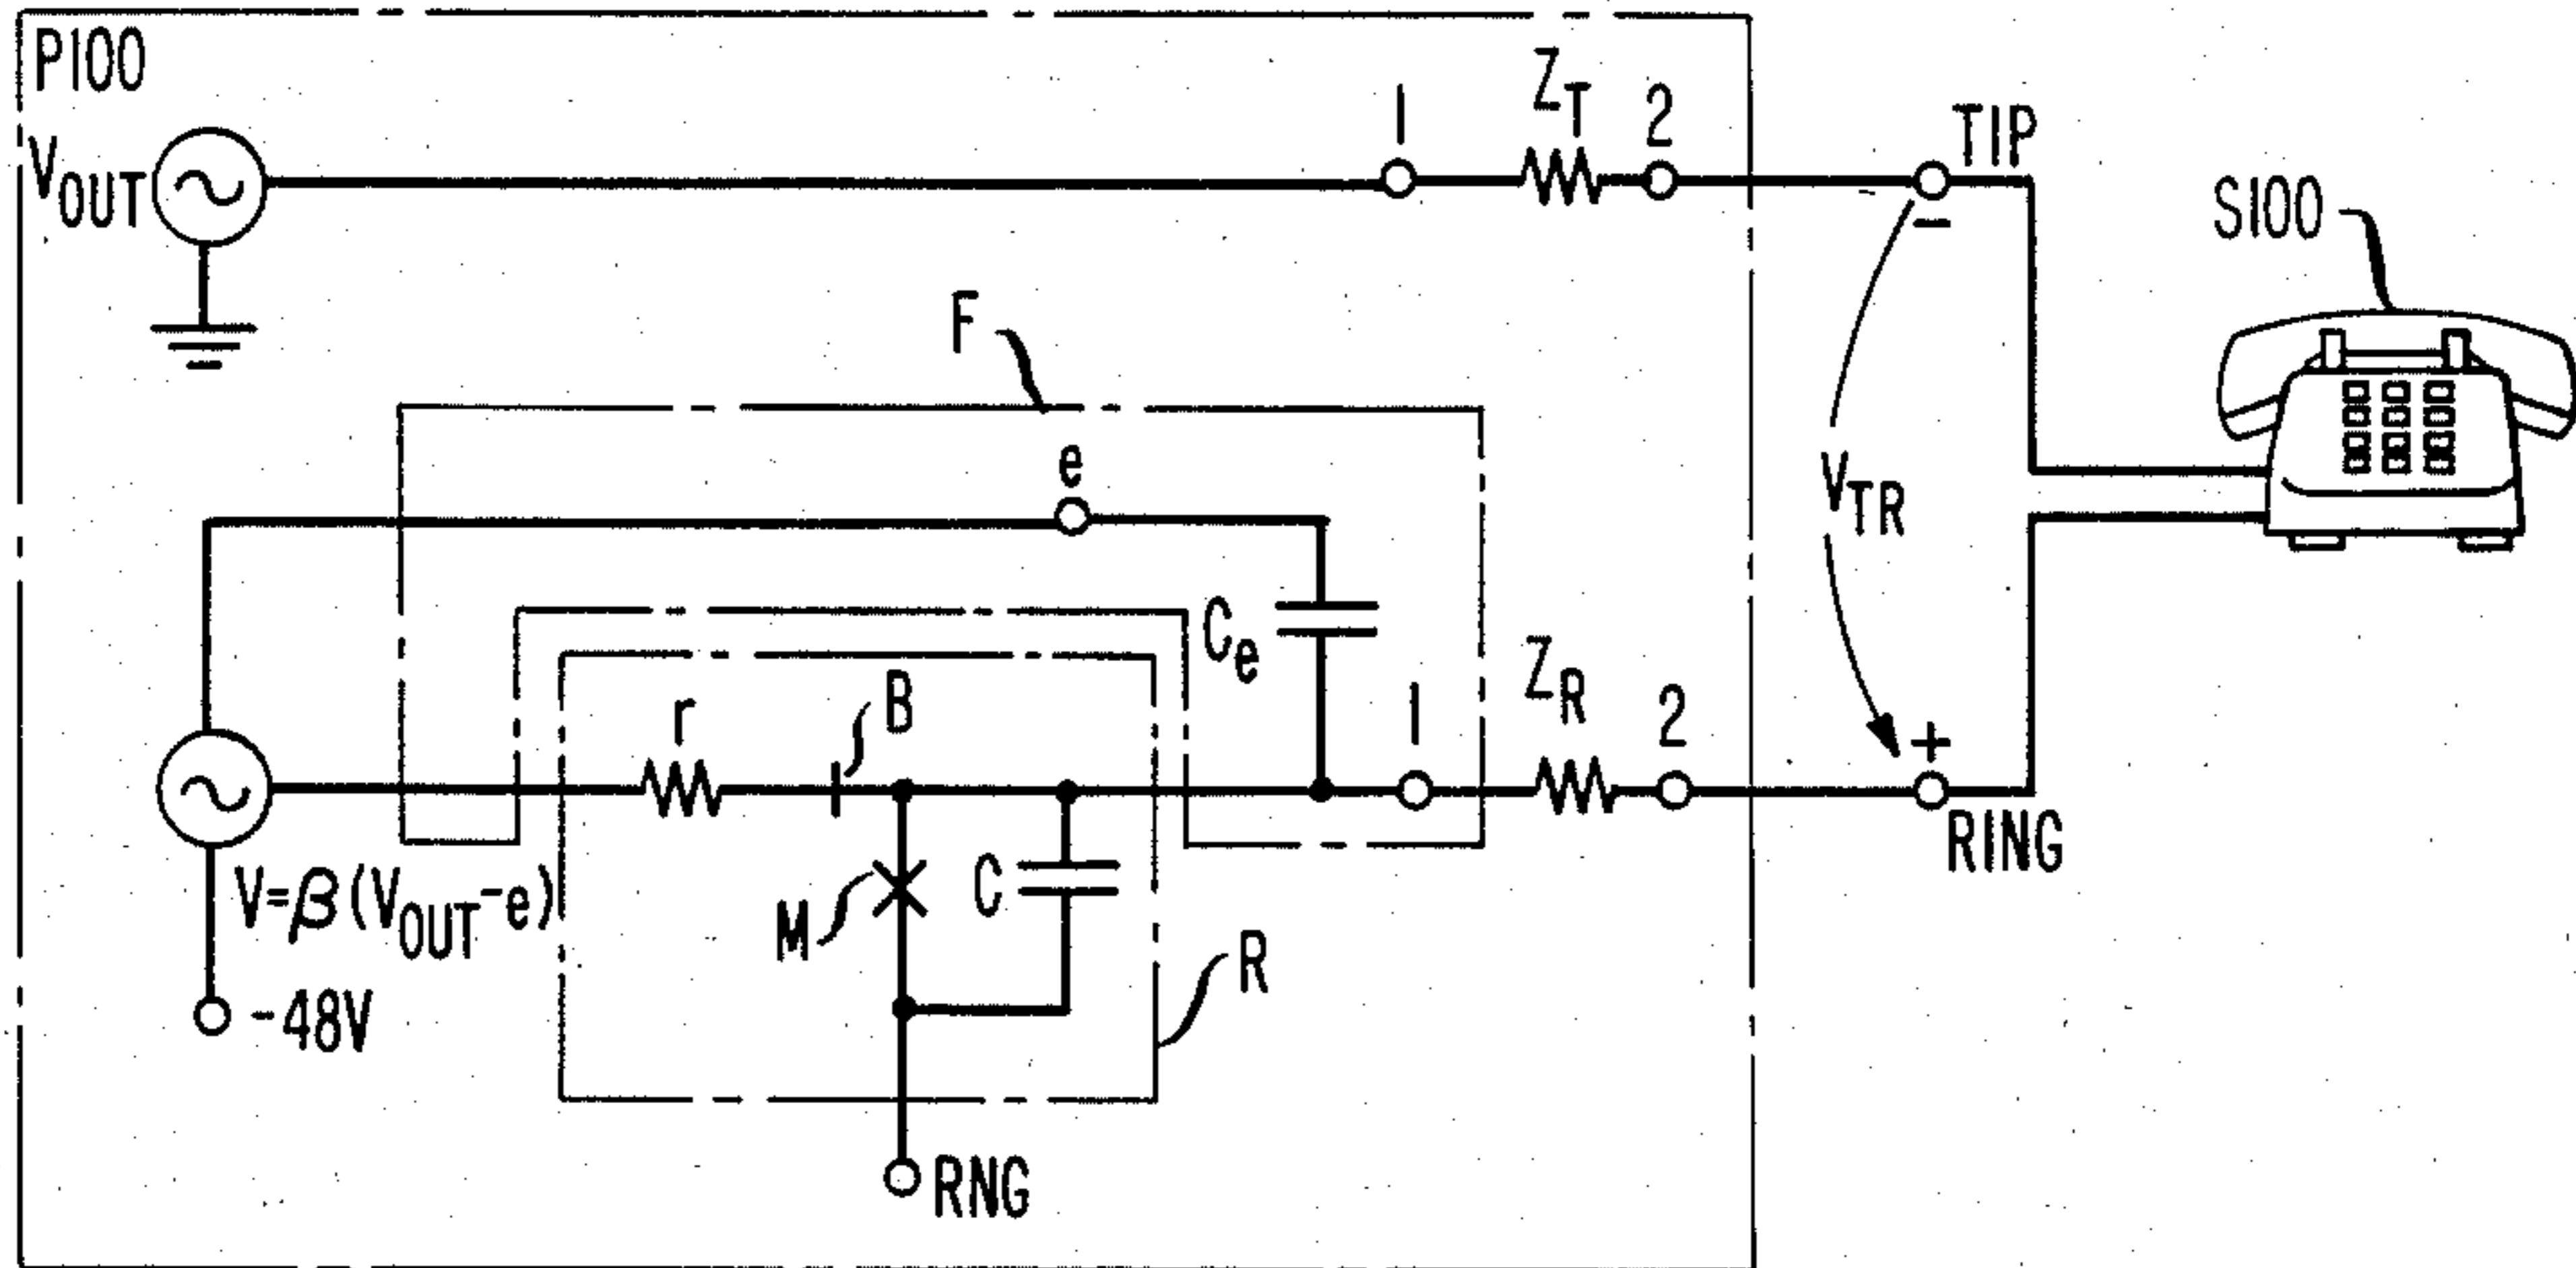 P100
V_OUT
1
Z_T
2
TIP
-
S100
F
e
V_TR
C_e
r
B
1
Z_R
2
+
RING
V=β(V_OUT-e)
M
C
R
-48V
RNG